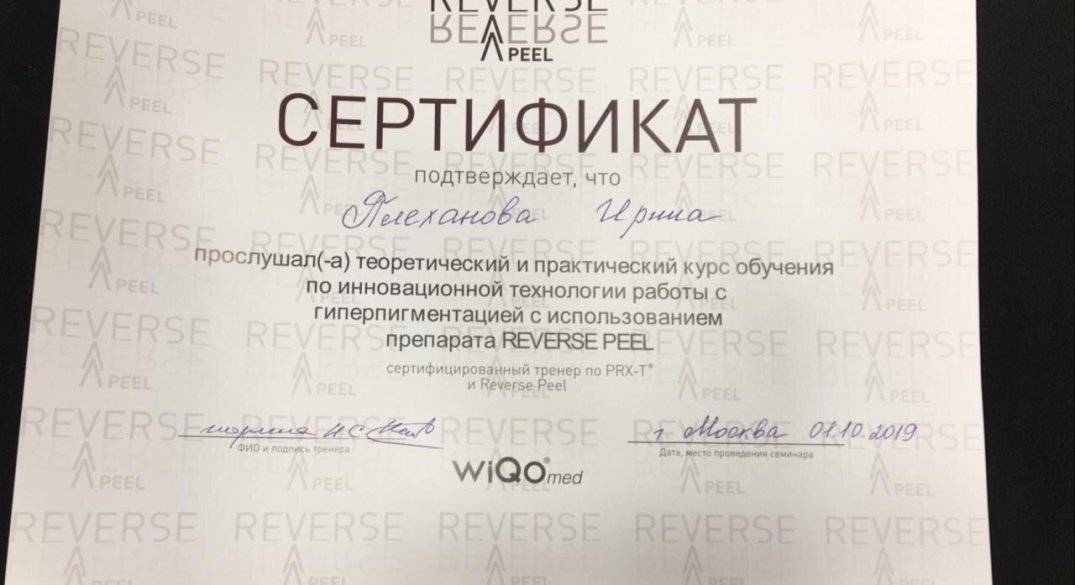 REVERSE
PEEL
СЕРТИФИКАТ
подтверждает, что
Плеханова Ирина
прослушал(-а) теоретический и практический курс обучения
по инновационной технологии работы с
гиперпигментацией с использованием
препарата REVERSE PEEL
сертифицированный тренер по PRX-T®
и Reverse Peel
г. Москва 01.10.2019
ФИО и подпись тренера
Дата, место проведения семинара
WiQo® med